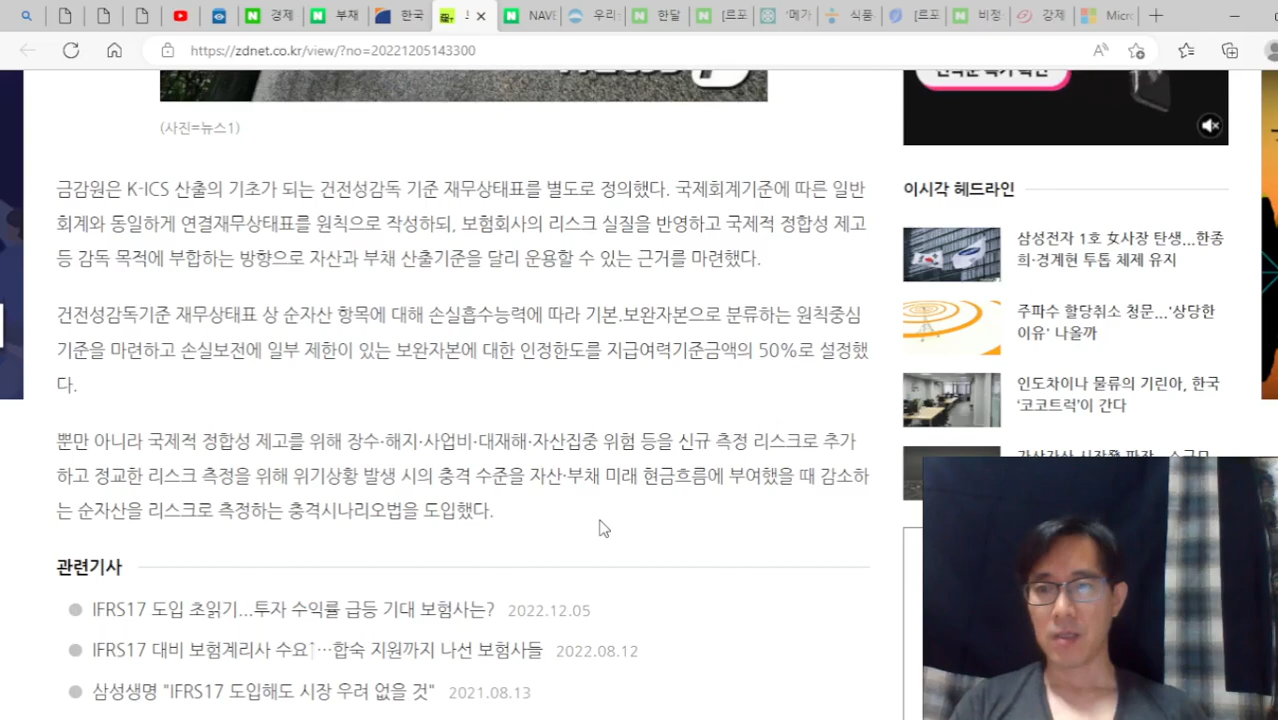 경제
부재
한국
NAVE
우리
한달
[르포
'메가
식품
[르포
비정
강제
Micro
https://zdnet.co.kr/view/?no=20221205143300
(사진=뉴스1)
금감원은 K-ICS 산출의 기초가 되는 건전성감독 기준 재무상태표를 별도로 정의했다. 국제회계기준에 따른 일반
회계와 동일하게 연결재무상태표를 원칙으로 작성하되, 보험회사의 리스크 실질을 반영하고 국제적 정합성 제고
등 감독 목적에 부합하는 방향으로 자산과 부채 산출기준을 달리 운용할 수 있는 근거를 마련했다.
건전성감독기준 재무상태표 상 순자산 항목에 대해 손실흡수능력에 따라 기본.보완자본으로 분류하는 원칙중심
기준을 마련하고 손실보전에 일부 제한이 있는 보완자본에 대한 인정한도를 지급여력기준금액의 50%로 설정했
다.
뿐만 아니라 국제적 정합성 제고를 위해 장수·해지·사업비·대재해·자산집중 위험 등을 신규 측정 리스크로 추가
하고 정교한 리스크 측정을 위해 위기상황 발생 시의 충격 수준을 자산·부채 미래 현금흐름에 부여했을 때 감소하
는 순자산을 리스크로 측정하는 충격시나리오법을 도입했다.
관련기사
IFRS17 도입 초읽기...투자 수익률 급등 기대 보험사는? 2022.12.05
IFRS17 대비 보험계리사 수요↑…합숙 지원까지 나선 보험사들 2022.08.12
삼성생명 "IFRS17 도입해도 시장 우려 없을 것" 2021.08.13
이시각 헤드라인
삼성전자 1호 女사장 탄생...한종
희·경계현 투톱 체제 유지
주파수 할당취소 청문...'상당한
이유' 나올까
인도차이나 물류의 기린아, 한국
'코코트럭'이 간다